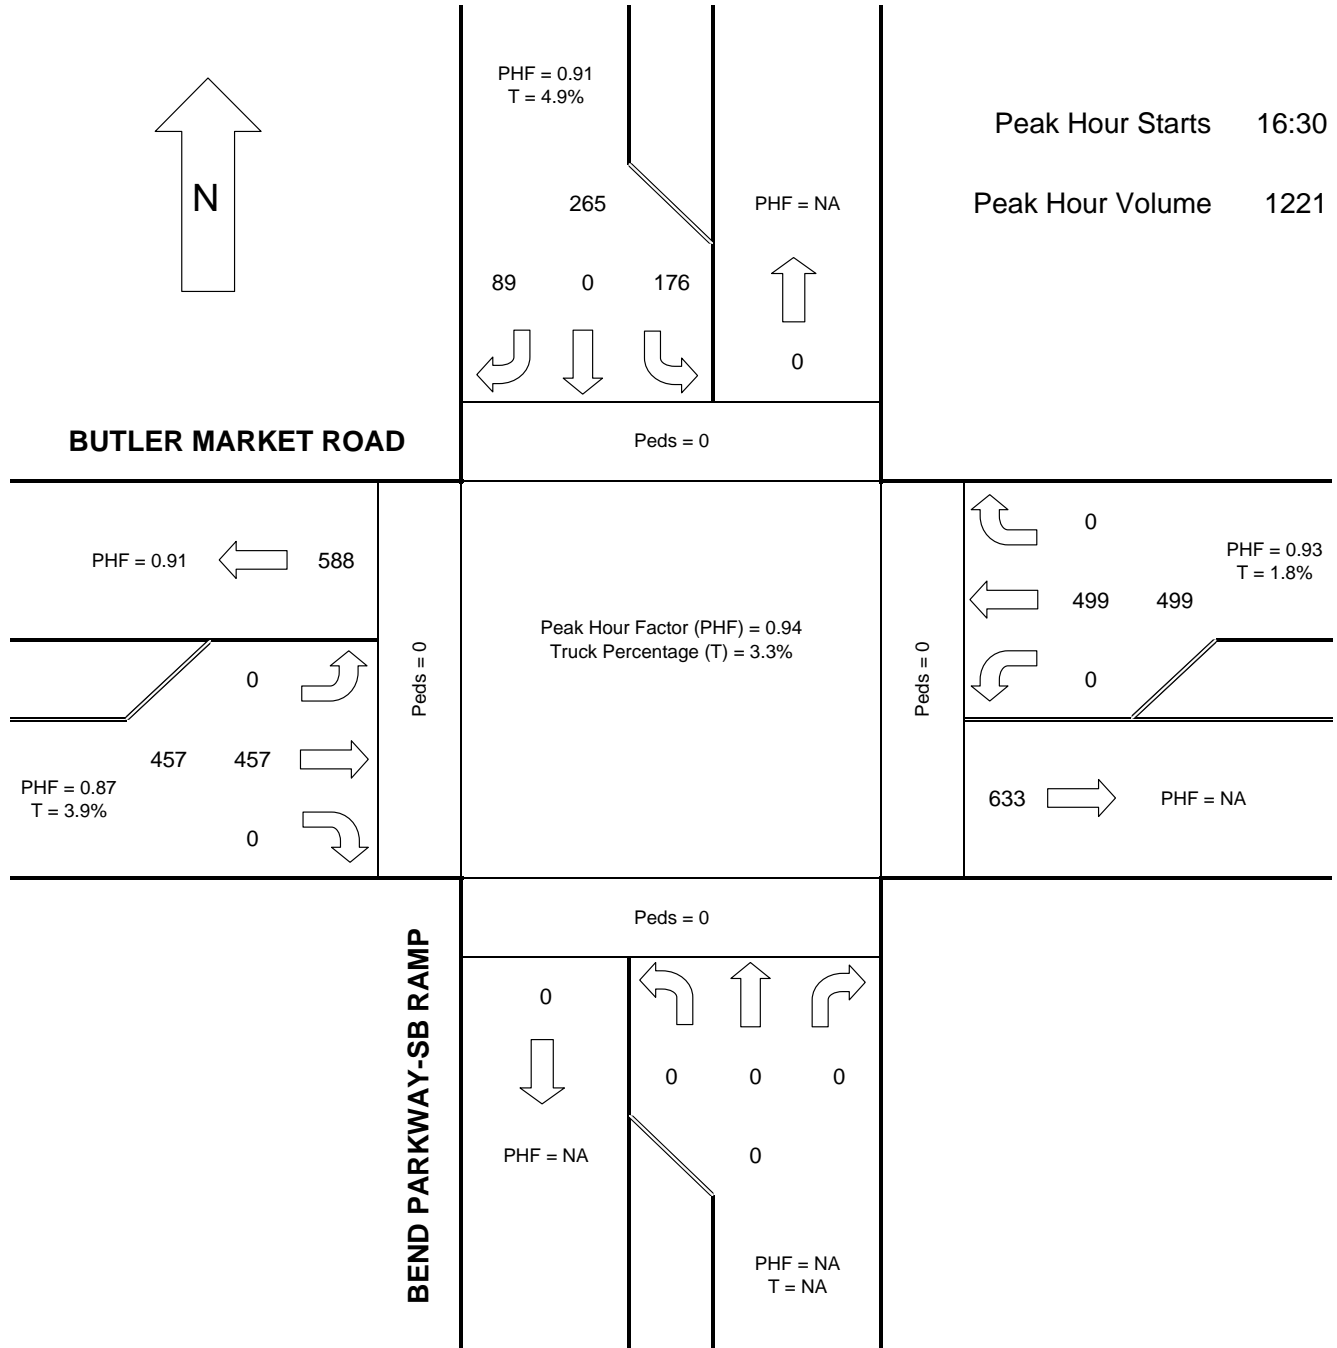 PHF = 0.91
T = 4.9%
Peak Hour Starts 16:30
N
265
PHF = NA
Peak Hour Volume 1221
89 0 176
0
BUTLER MARKET ROAD
Peds = 0
PHF = 0.91
588
0
PHF = 0.93
T = 1.8%
499 499
Peak Hour Factor (PHF) = 0.94
Truck Percentage (T) = 3.3%
Peds = 0
Peds = 0
0
0
457 457
PHF = 0.87
T = 3.9%
0
633
PHF = NA
Peds = 0
BEND PARKWAY-SB RAMP
0
0 0 0
PHF = NA
0
PHF = NA
T = NA